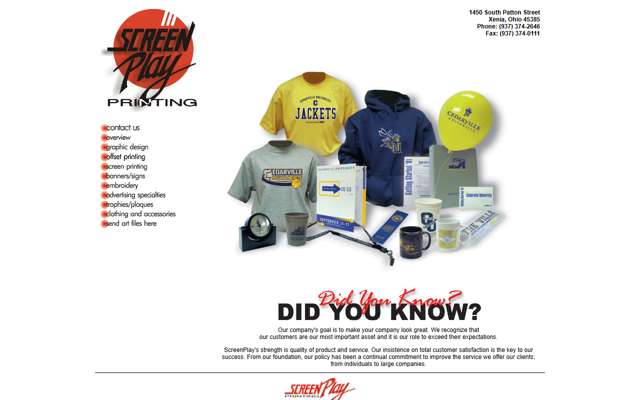 SCREEN
Play
PRINTING
1450 South Patton Street
Xenia, Ohio 45385
Phone: (937) 374-2646
Fax: (937) 374-0111
contact us
overview
graphic design
offset printing
screen printing
banners/signs
embroidery
advertising specialties
trophies/plaques
clothing and accessories
send art files here
JACKETS
CEDARVILLE
Did You Know?
DID YOU KNOW?
Our company's goal is to make your company look great. We recognize that
our customers are our most important asset and it is our role to exceed their expectations.
ScreenPlay's strength is quality of product and service. Our insistence on total customer satisfaction is the key to our
success. From our foundation, our policy has been a continual commitment to improve the service we offer our clients;
from individuals to large companies.
SCREEN Play